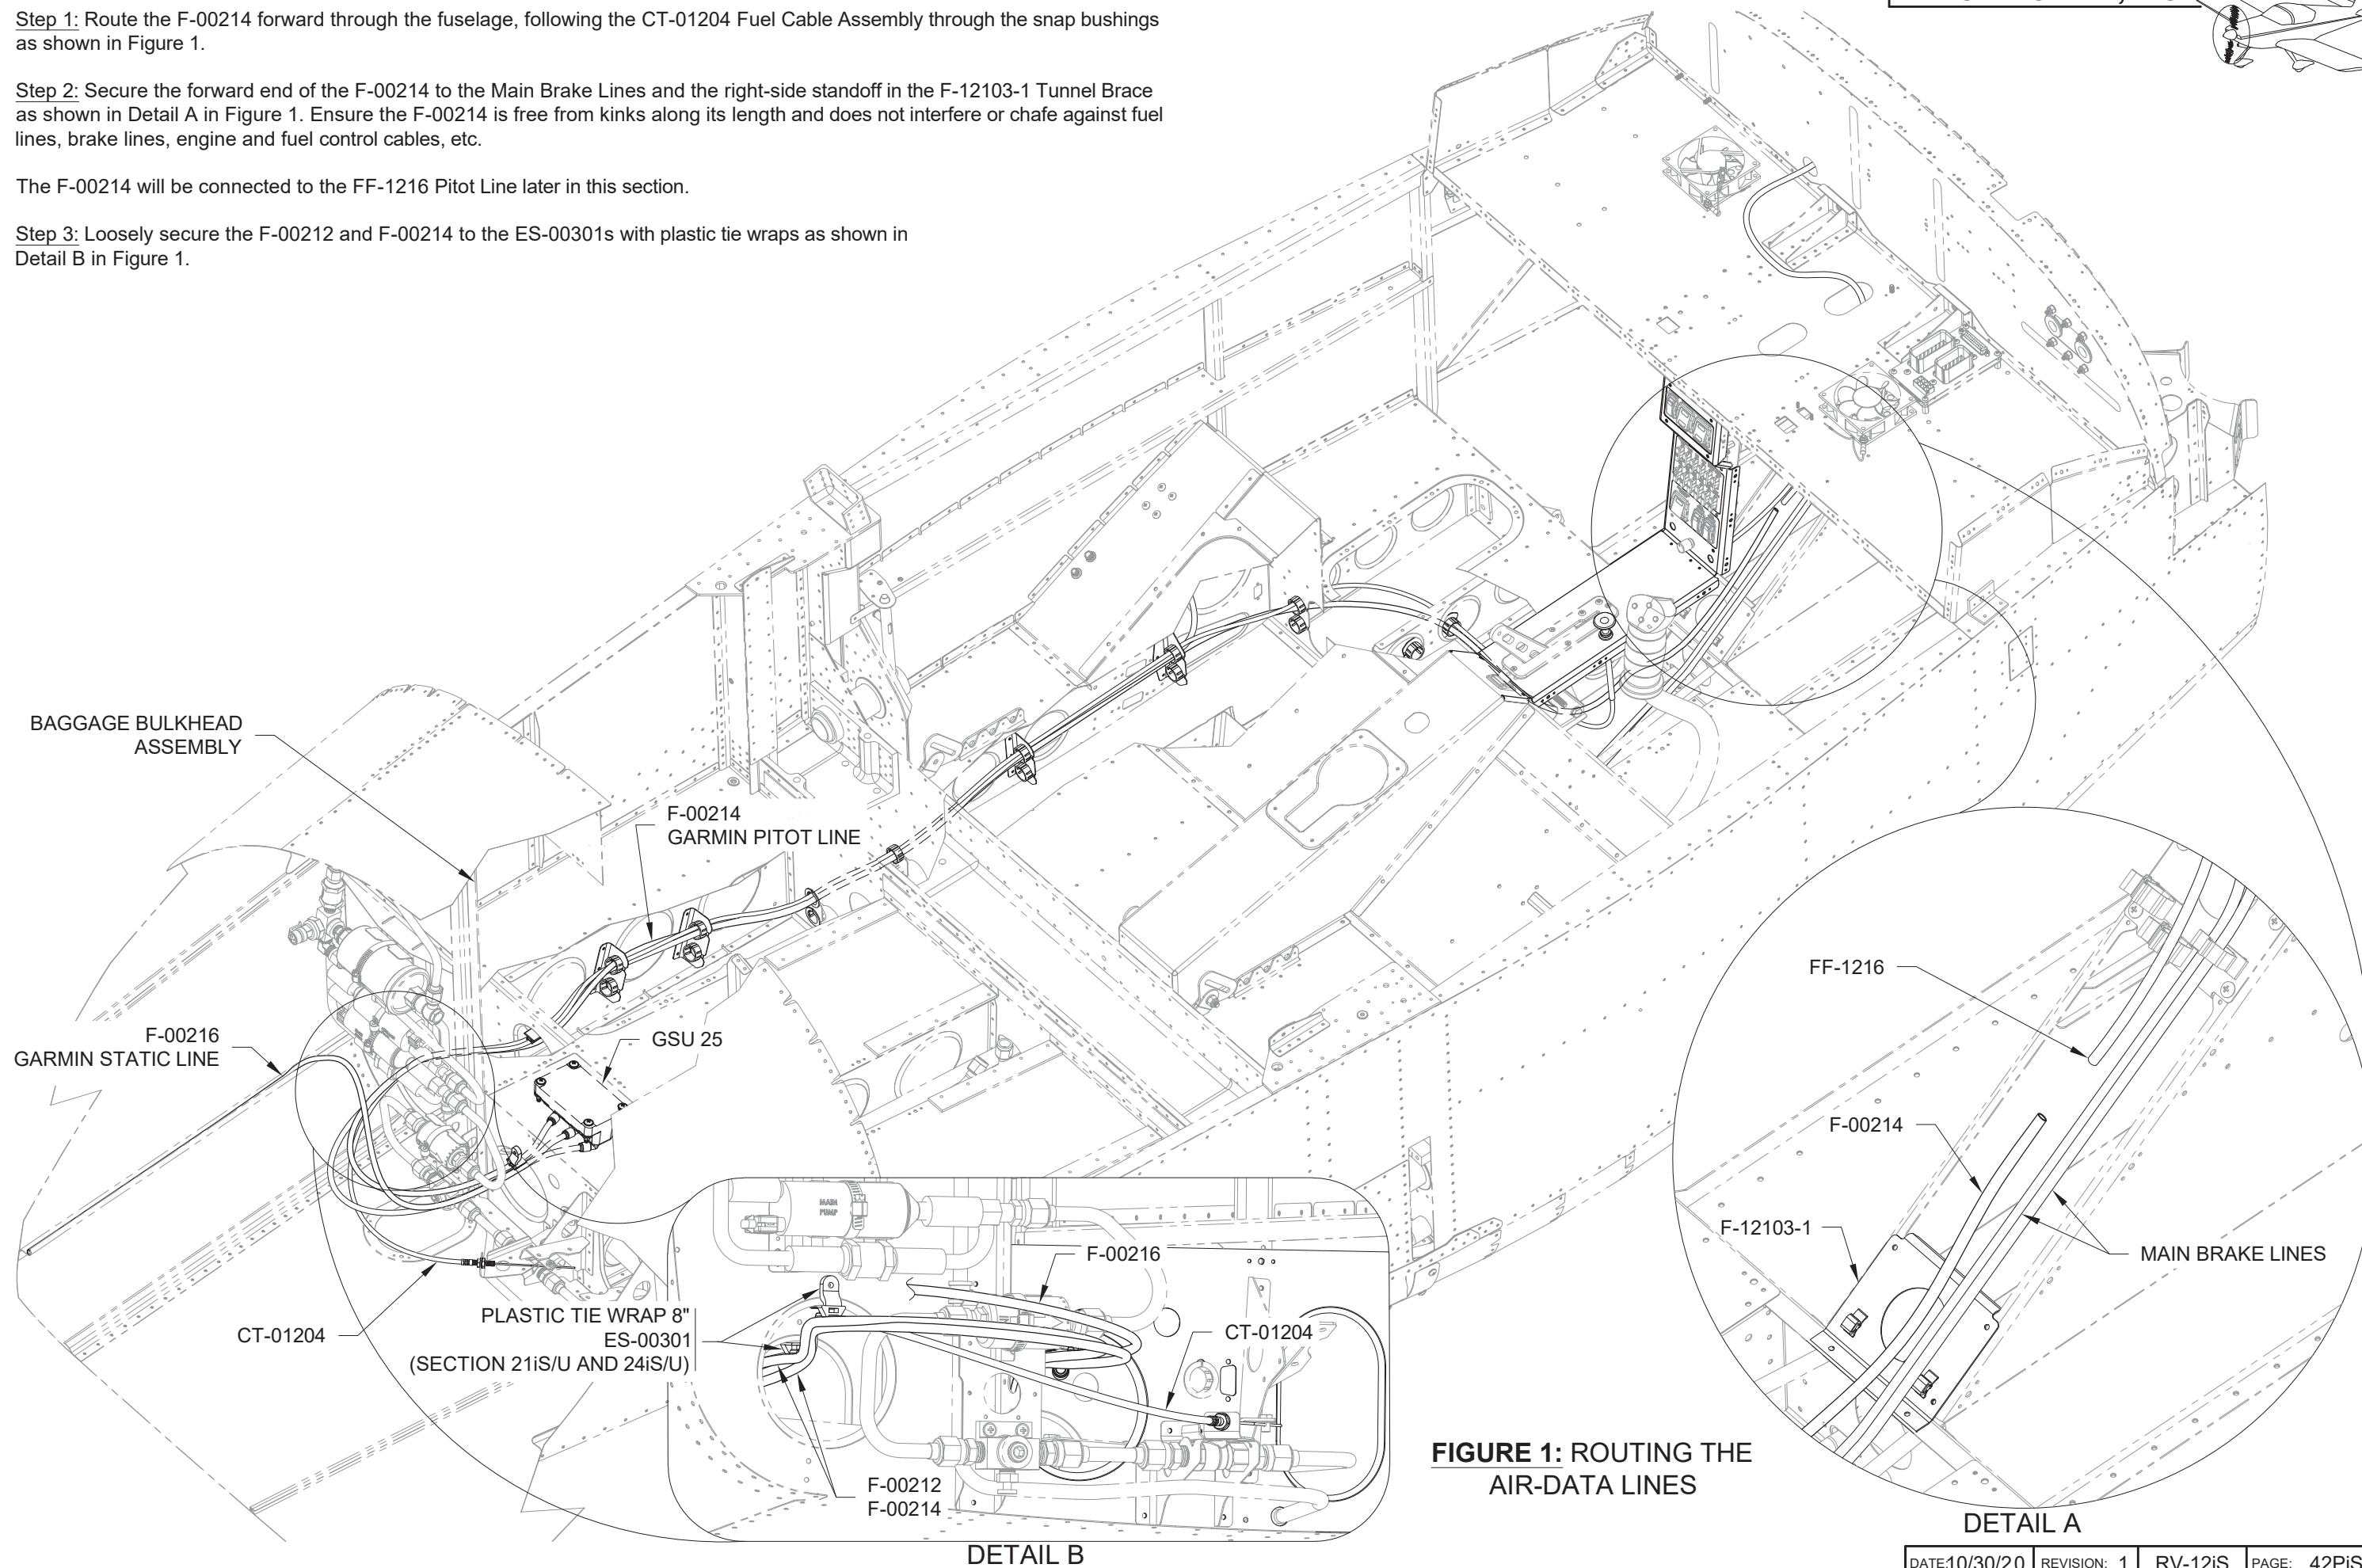 Step 1: Route the F-00214 forward through the fuselage, following the CT-01204 Fuel Cable Assembly through the snap bushings
as shown in Figure 1.
Step 2: Secure the forward end of the F-00214 to the Main Brake Lines and the right-side standoff in the F-12103-1 Tunnel Brace
as shown in Detail A in Figure 1. Ensure the F-00214 is free from kinks along its length and does not interfere or chafe against fuel
lines, brake lines, engine and fuel control cables, etc.
The F-00214 will be connected to the FF-1216 Pitot Line later in this section.
Step 3: Loosely secure the F-00212 and F-00214 to the ES-00301s with plastic tie wraps as shown in
Detail B in Figure 1.
BAGGAGE BULKHEAD
ASSEMBLY
F-00214
GARMIN PITOT LINE
F-00216
GARMIN STATIC LINE
GSU 25
CT-01204
PLASTIC TIE WRAP 8"
ES-00301
(SECTION 21iS/U AND 24iS/U)
MAIN
PUMP
F-00216
CT-01204
F-00212
F-00214
DETAIL B
FF-1216
F-00214
F-12103-1
MAIN BRAKE LINES
DETAIL A
FIGURE 1: ROUTING THE
AIR-DATA LINES
DATE: 10/30/20 REVISION: 1 RV-12iS PAGE: 42PiS